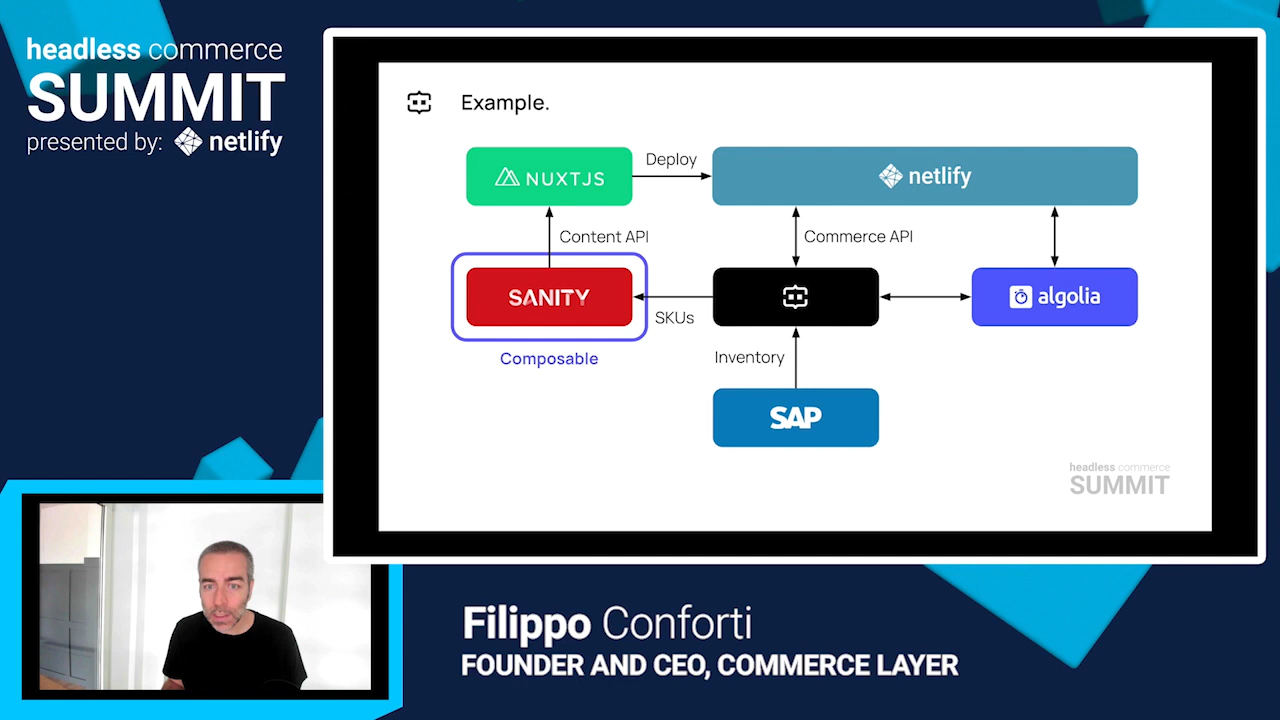 headless commerce
SUMMIT
presented by: netlify
Example.
NUXTJS
Deploy
netlify
Content API
Commerce API
SANITY
SKUs
algolia
Composable
Inventory
SAP
headless commerce
SUMMIT
Filippo Conforti
FOUNDER AND CEO, COMMERCE LAYER